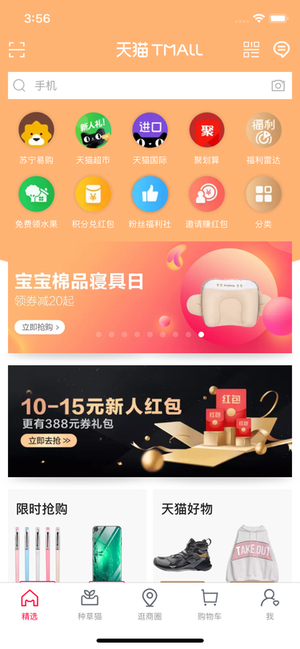 3:56
天猫 TMALL
手机
新人礼!
进口
聚
福利
苏宁易购
天猫超市
天猫国际
聚划算
福利雷达
免费领水果
积分兑红包
粉丝福利社
邀请赚红包
分类
宝宝棉品寝具日
领券减20起
立即抢购 >
10-15元新人红包
更有388元券礼包
立即去抢 >
红包
红包
限时抢购
天猫好物
TAKE OUT
精选
种草猫
逛商圈
购物车
我